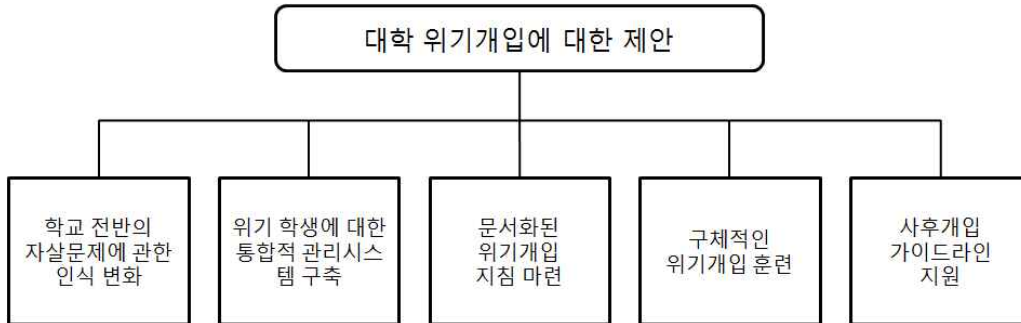 대학 위기개입에 대한 제안
학교 전반의
자살문제에 관한
인식 변화
위기 학생에 대한
통합적 관리시스
템 구축
문서화된
위기개입
지침 마련
구체적인
위기개입 훈련
사후개입
가이드라인
지원